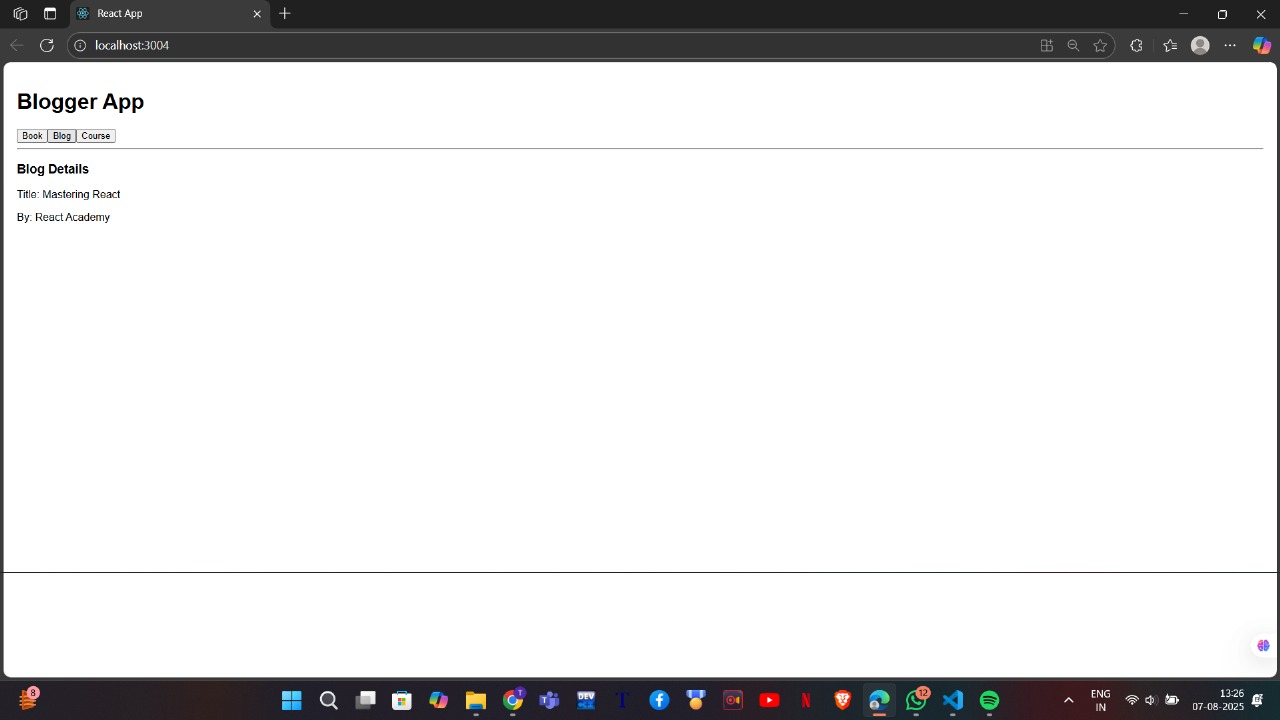 React App
localhost:3004
Blogger App
Book Blog Course
Blog Details
Title: Mastering React
By: React Academy
8
T
DEV
T
N
12
ENG
IN
13:26
07-08-2025